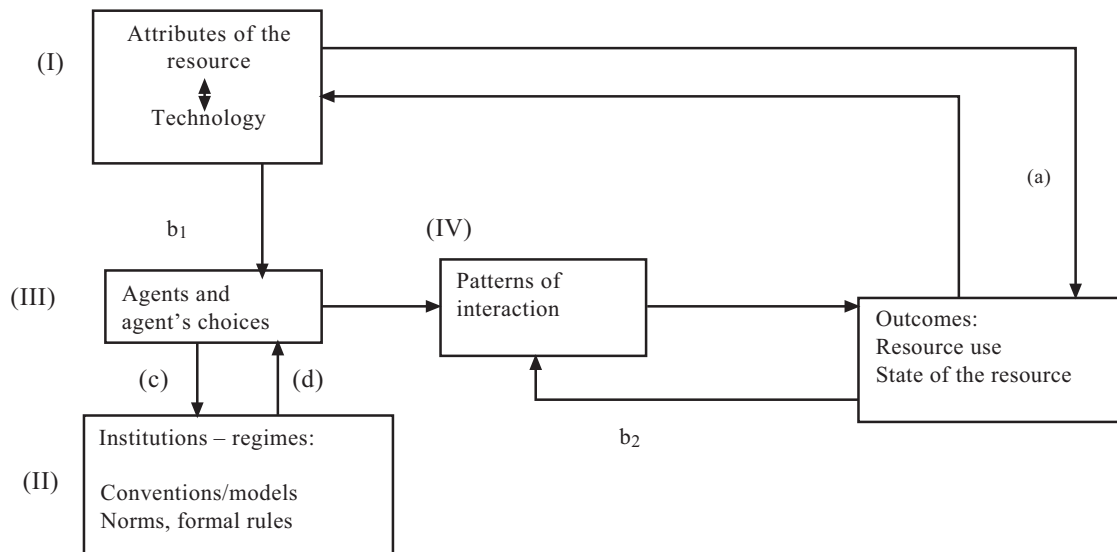 (I)
Attributes of the
resource
Technology
(a)
b1
(IV)
(III)
Agents and
agent’s choices
Patterns of
interaction
Outcomes:
Resource use
State of the resource
(c)
(d)
b2
(II)
Institutions – regimes:
Conventions/models
Norms, formal rules